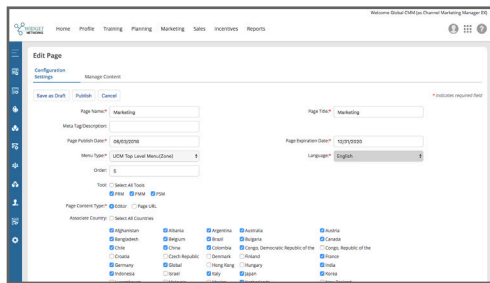 Welcome Global CMM (as Channel Marketing Manager EX)
WIDGET NETWORKS Home Profile Training Planning Marketing Sales Incentives Reports
Edit Page
Configuration Settings Manage Content
Save as Draft Publish Cancel * Indicates required field
Page Name:* Marketing Page Title:* Marketing
Meta Tag/Description:
Page Publish Date:* 08/03/2018 Page Expiration Date:* 12/31/2020
Menu Type:* UCM Top Level Menu(Zone) Language:* English
Order: 5
Tool: Select All Tools
PRM PMM PSM
Page Content Type:* Editor Page URL
Associate Country: Select All Countries
Afghanistan Albania Argentina Australia Austria
Bangladesh Belgium Brazil Bulgaria Canada
Chile China Colombia Congo, Democratic Republic of the Congo, Republic of the
Croatia Czech Republic Denmark Finland France
Germany Global Hong Kong Hungary India
Indonesia Israel Italy Japan Korea